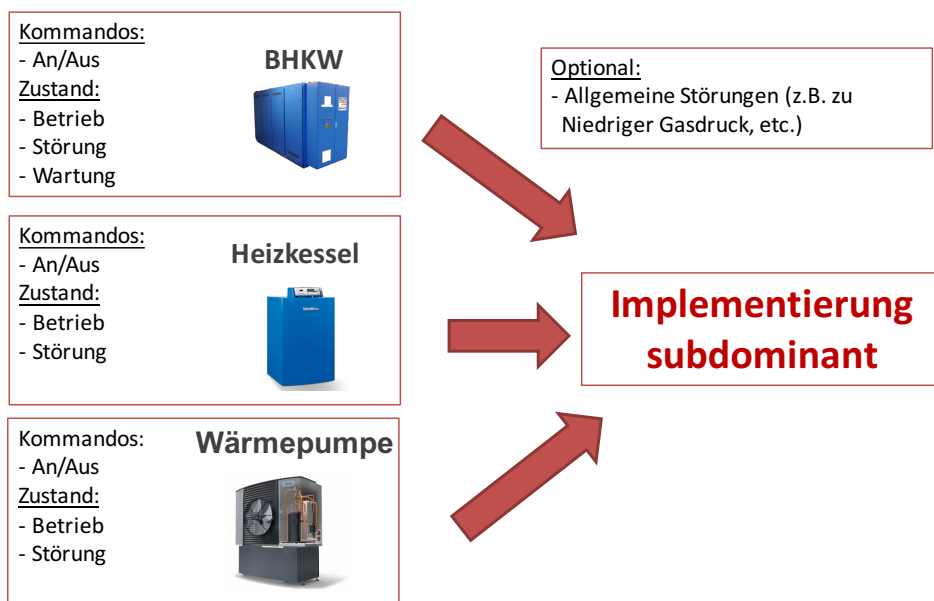 Kommandos:
- An/Aus
Zustand:
- Betrieb
- Störung
- Wartung
BHKW
Optional:
- Allgemeine Störungen (z.B. zu
Niedriger Gasdruck, etc.)
Kommandos:
- An/Aus
Zustand:
- Betrieb
- Störung
Heizkessel
Implementierung
subdominant
Kommandos:
- An/Aus
Zustand:
- Betrieb
- Störung
Wärmepumpe